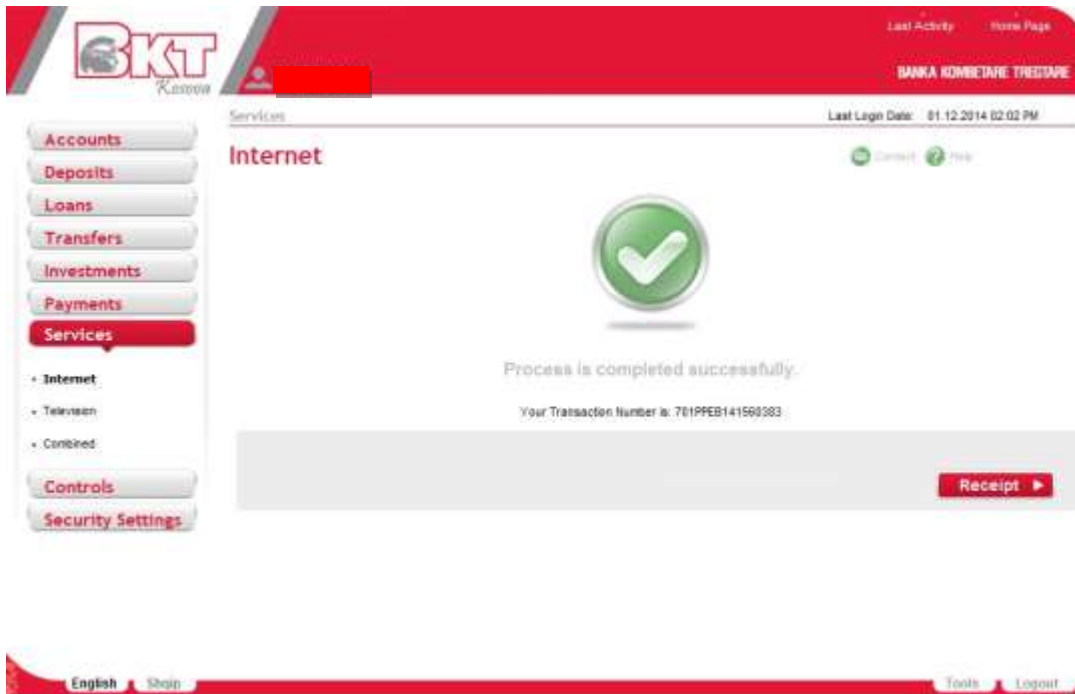 Last Activity Home Page
BKT
Kosova
BANKA KOMBETARE TREGTARE
Services
Last Login Date: 01.12.2014 02:02 PM
Internet
Connect Help
Accounts
Deposits
Loans
Transfers
Investments
Payments
Services
• Internet
• Television
• Combined
Controls
Security Settings
Process is completed successfully.
Your Transaction Number is: 701PPEB141560383
Receipt
English Shqip
Tools Logout